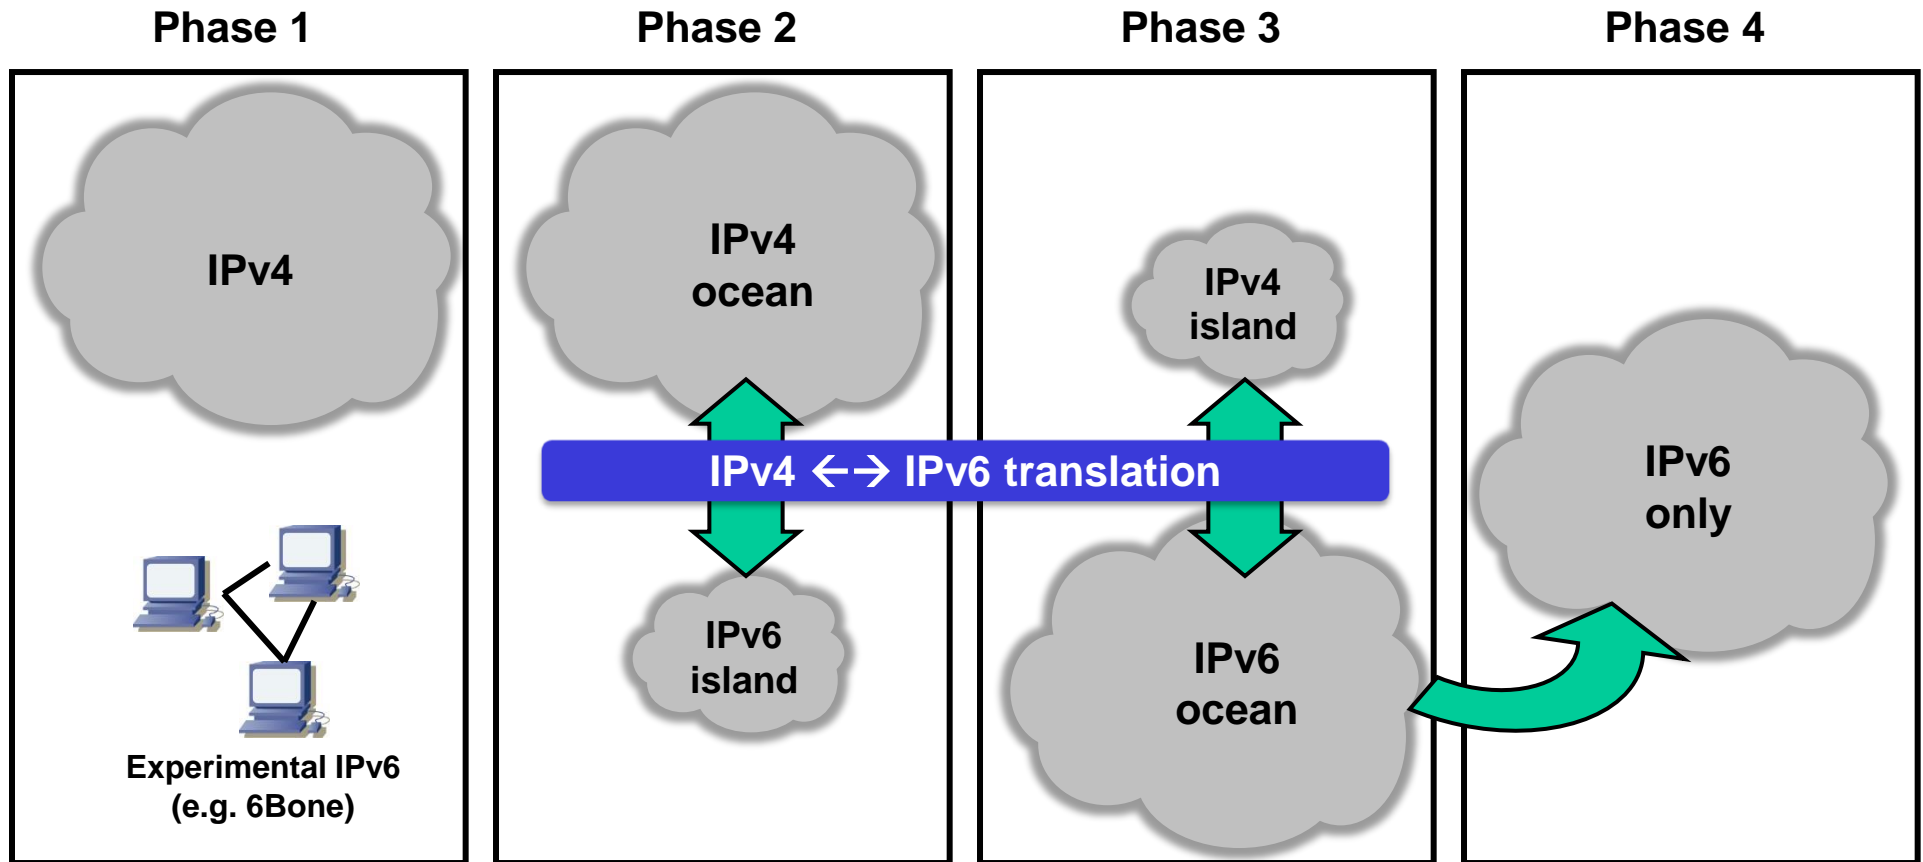 Phase 1
Phase 2
Phase 3
Phase 4
IPv4
Experimental IPv6
(e.g. 6Bone)
IPv4
ocean
IPv4 ←→ IPv6 translation
IPv6
island
IPv4
island
IPv6
ocean
IPv6
only